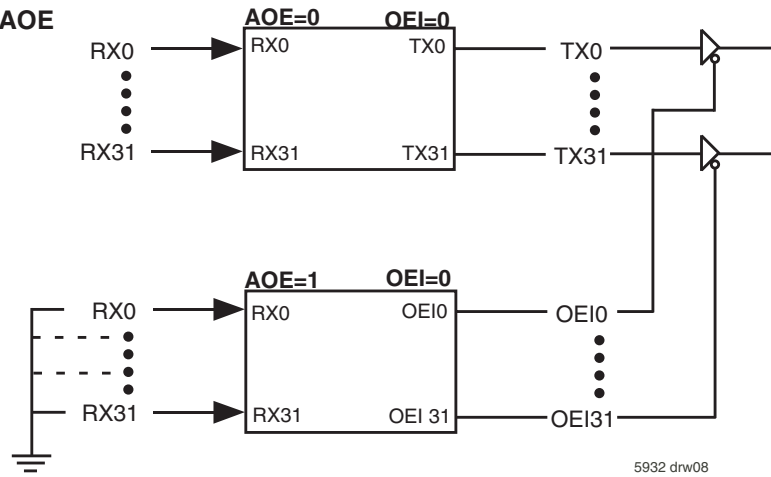 AOE
AOE=0 OEI=0
RX0 RX0 TX0 TX0
RX31 RX31 TX31 TX31
AOE=1 OEI=0
RX0 RX0 OEI0 OEI0
RX31 RX31 OEI 31 OEI31
5932 drw08